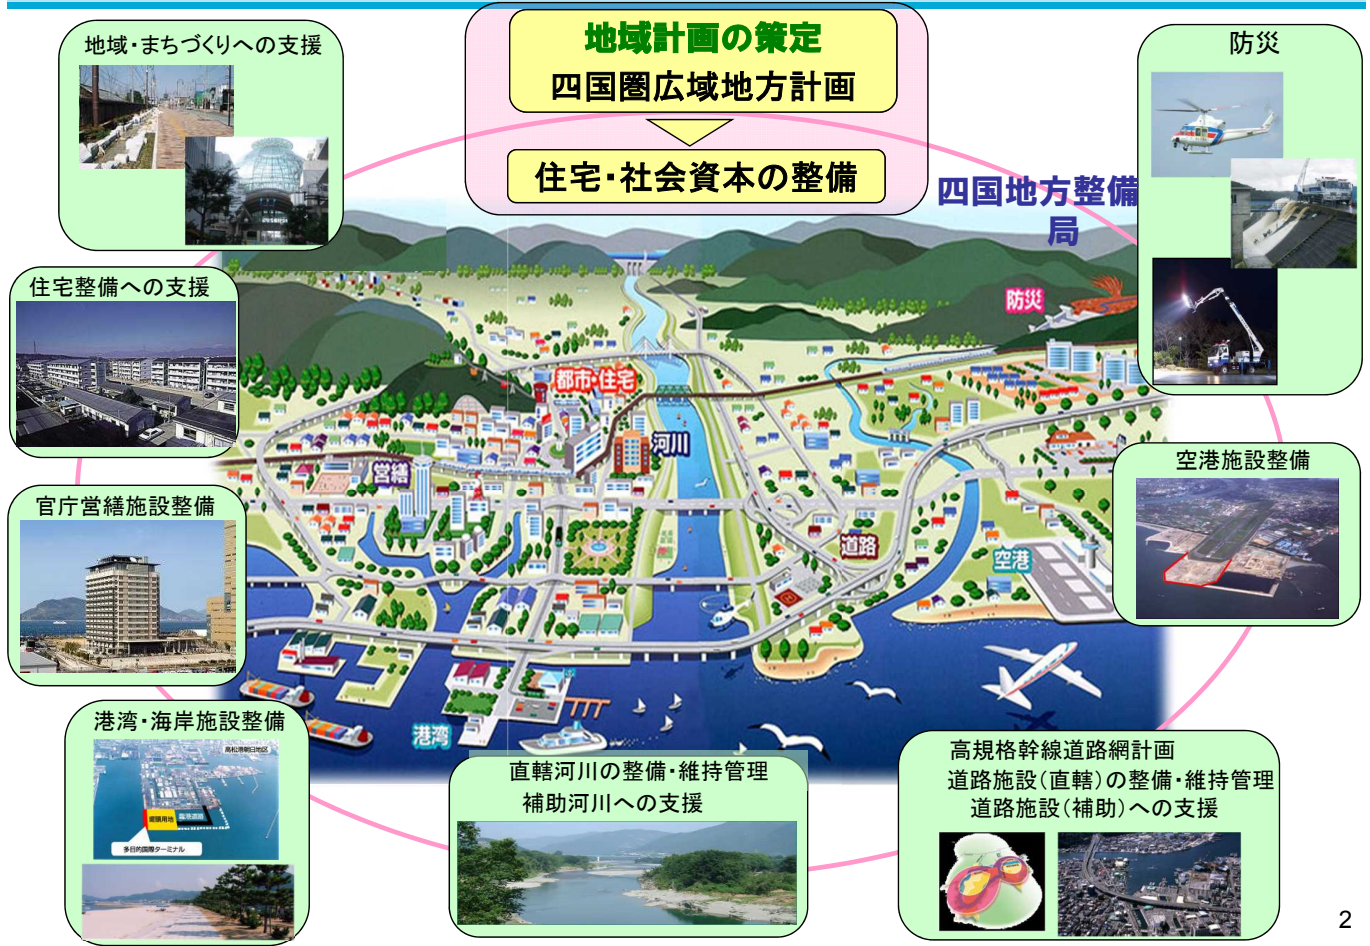 地域計画の策定
四国圏広域地方計画
住宅・社会資本の整備
四国地方整備
局
地域・まちづくりへの支援
防災
住宅整備への支援
官庁営繕施設整備
港湾・海岸施設整備
高松港朝日地区
埠頭用地
臨港道路
多目的国際ターミナル
直轄河川の整備・維持管理
補助河川への支援
高規格幹線道路網計画
道路施設(直轄)の整備・維持管理
道路施設(補助)への支援
空港施設整備
防災
都市・住宅
河川
営繕
道路
空港
港湾
2